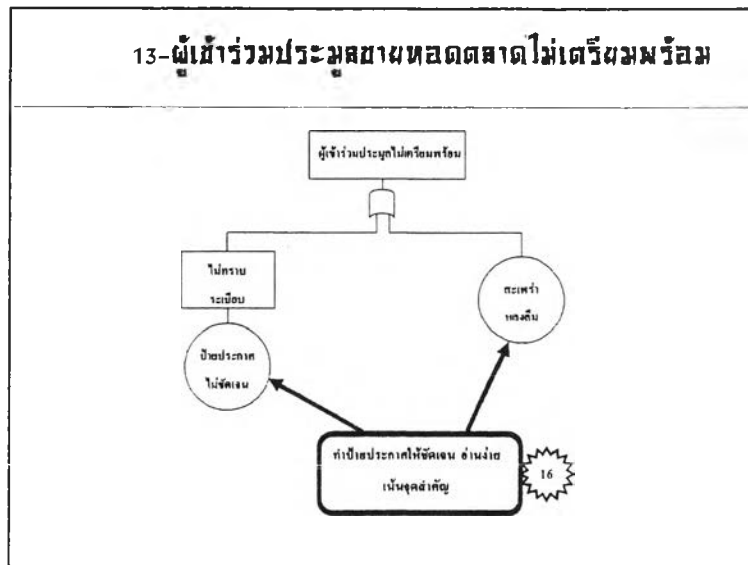 13-ผู้เข้าร่วมประมูลขายทอดตลาดไม่เตรียมพร้อม
ผู้เข้าร่วมประมูลไม่เตรียมพร้อม
ไม่ทราบ
ระเบียบ
สะเพร่า
หลงลืม
ป้ายประกาศ
ไม่ชัดเจน
ทำป้ายประกาศให้ชัดเจน อ่านง่าย
เน้นจุดสำคัญ
16